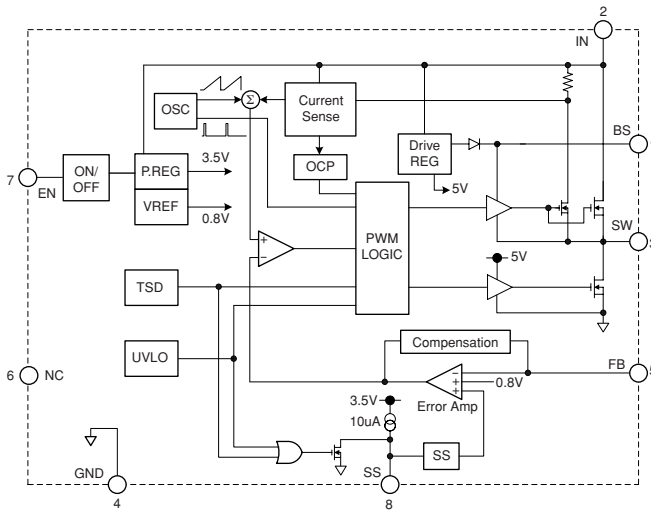 2
IN
OSC
Σ
Current
Sense
BS
Drive
REG
OCP
5V
7
EN
ON/
OFF
P.REG
3.5V
VREF
0.8V
SW
+
−
PWM
LOGIC
5V
TSD
UVLO
Compensation
6
NC
FB
−
+
+
0.8V
Error Amp
3.5V
10uA
SS
GND
SS
4
8